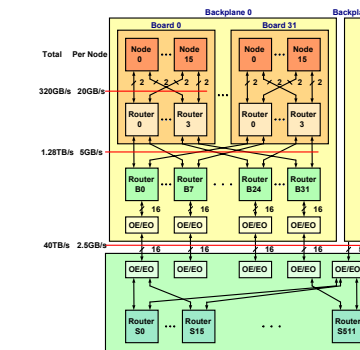 Backplane 0
Backpl
Board 0
Board 31
Total Per Node
Node 0 ... Node 15
Node 0 ... Node 15
2 2 2 2
2 2 2 2
320GB/s 20GB/s
...
Router 0 ... Router 3
Router 0 ... Router 3
1.28TB/s 5GB/s
Router B0 ... Router B7 . . . Router B24 ... Router B31
16 16 16 16
OE/EO OE/EO OE/EO OE/EO
40TB/s 2.5GB/s
16 16 16 16
OE/EO OE/EO OE/EO OE/EO OE/EO
Router S0 ... Router S15 . . . Router S511